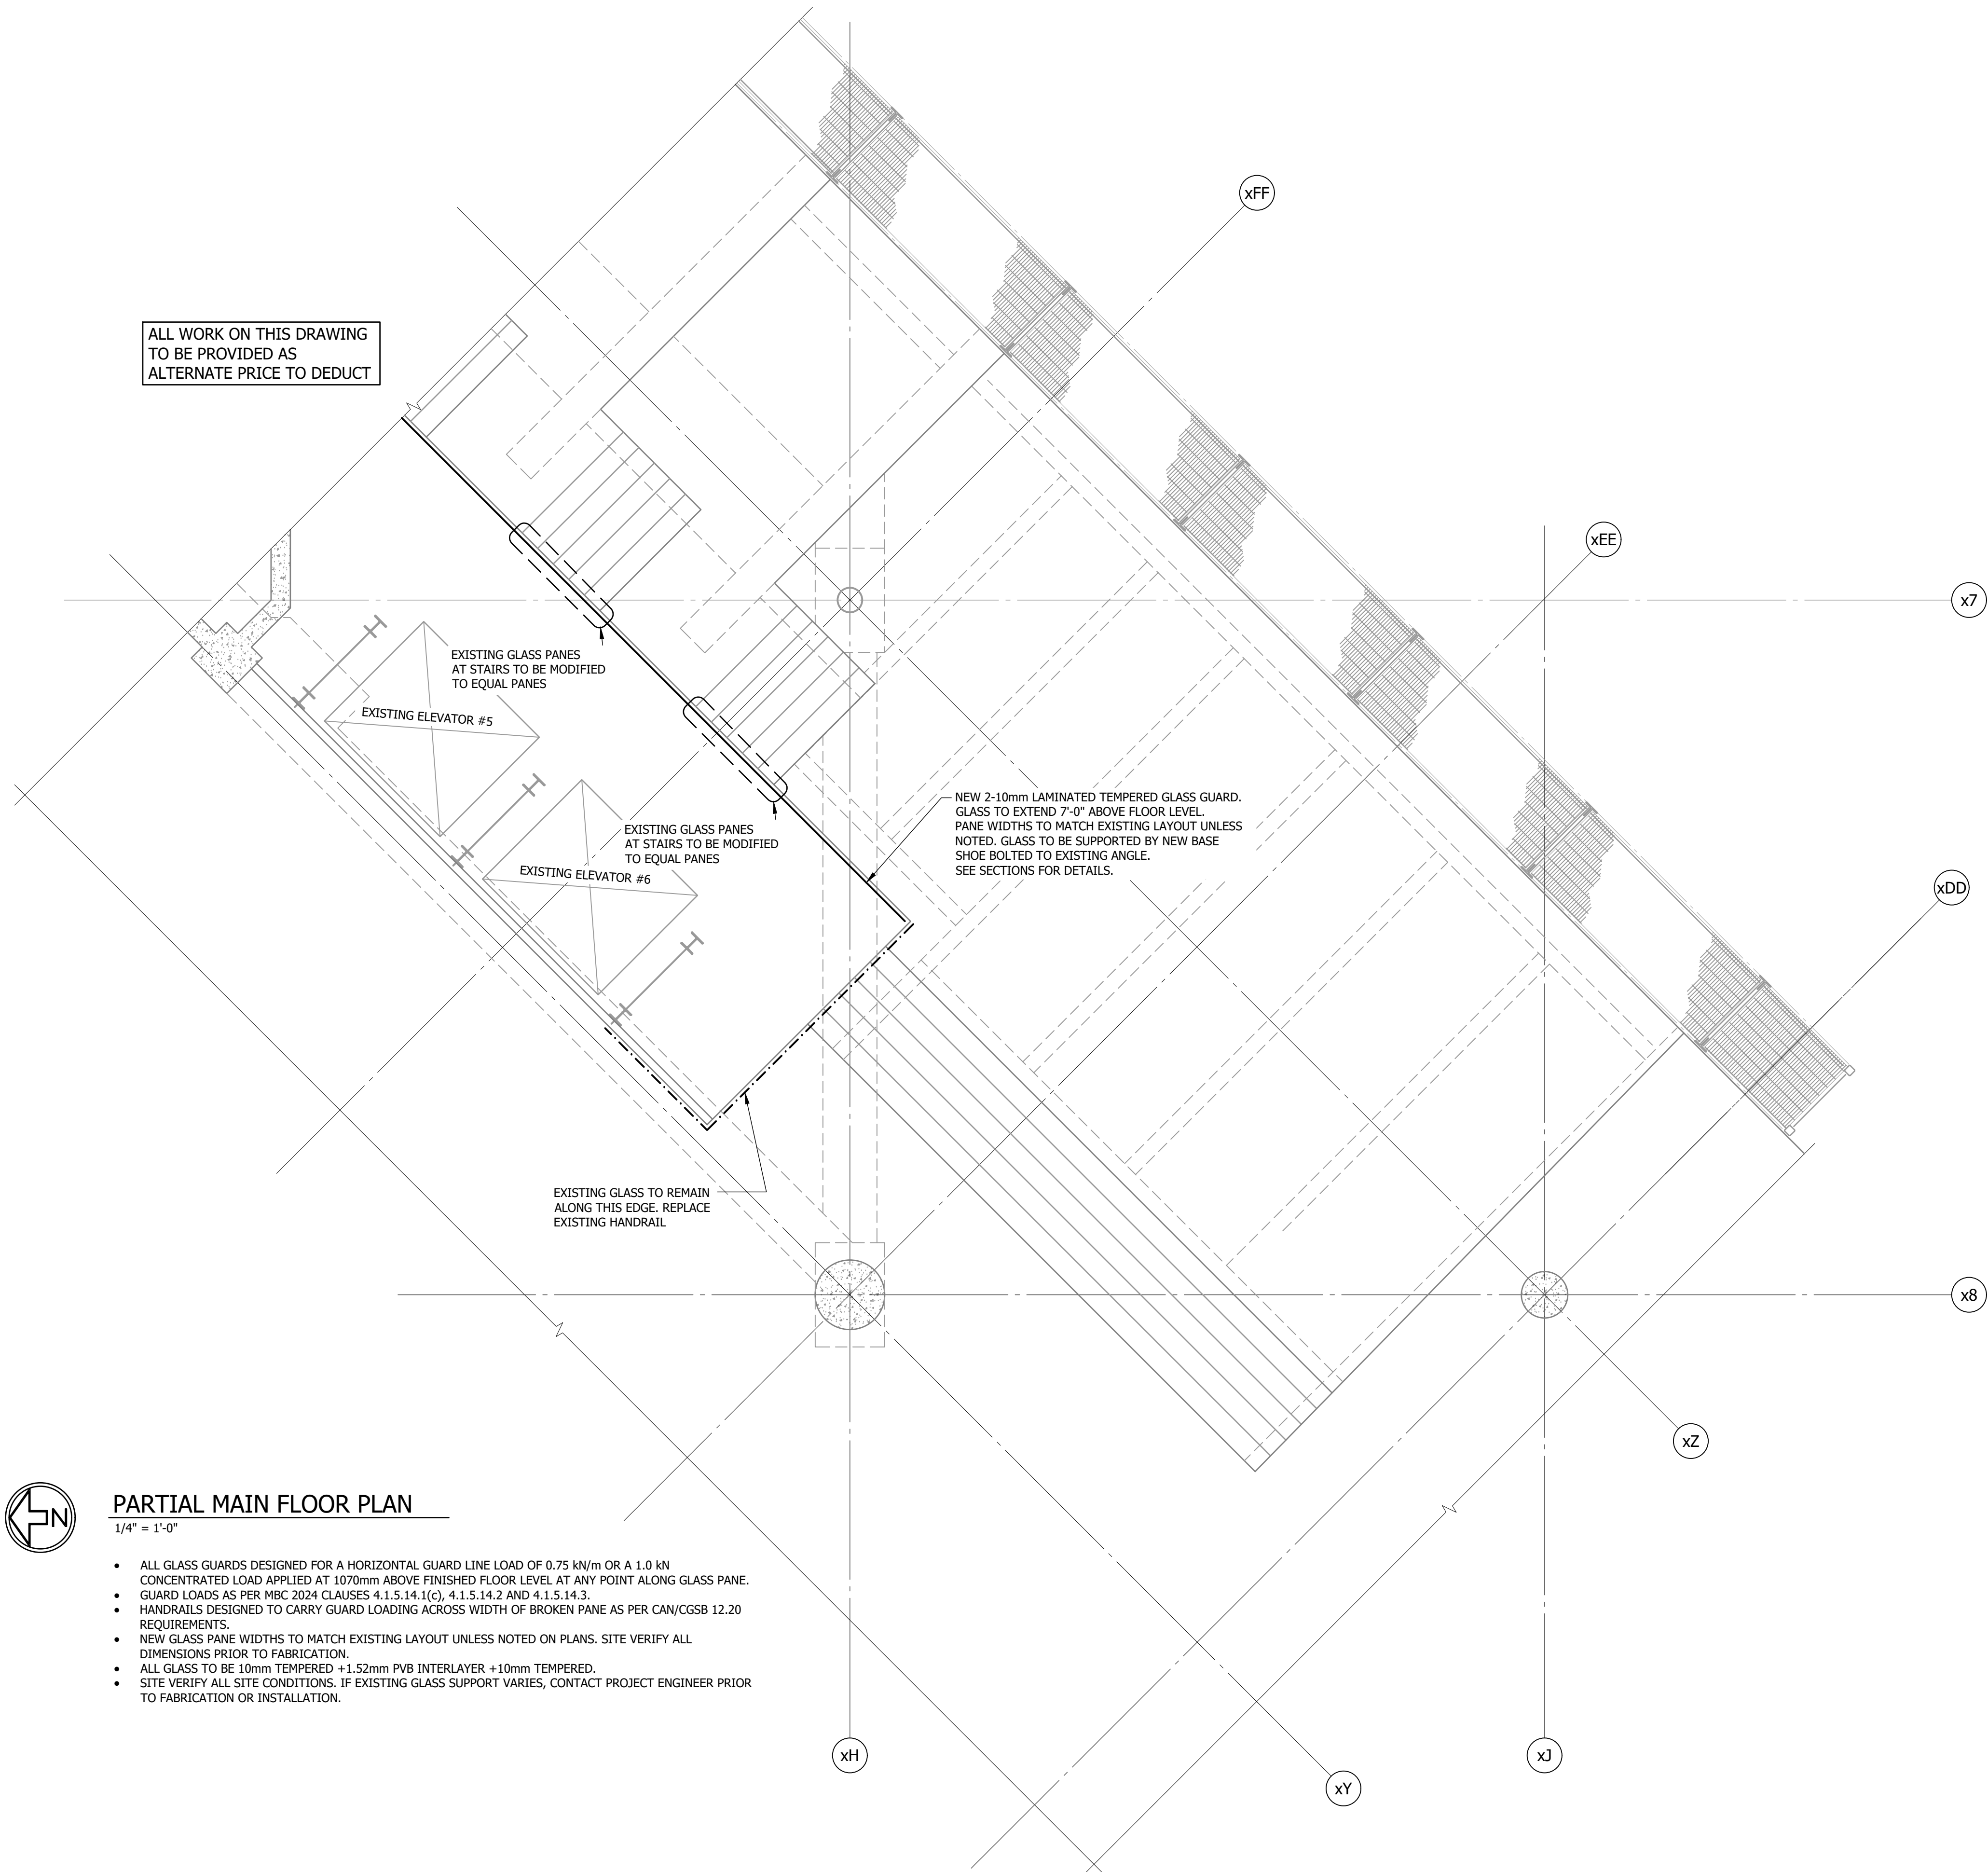 xFF
ALL WORK ON THIS DRAWING
TO BE PROVIDED AS
ALTERNATE PRICE TO DEDUCT
xEE
x7
EXISTING GLASS PANES
AT STAIRS TO BE MODIFIED
TO EQUAL PANES
EXISTING ELEVATOR #5
NEW 2-10mm LAMINATED TEMPERED GLASS GUARD.
GLASS TO EXTEND 7'-0" ABOVE FLOOR LEVEL.
PANE WIDTHS TO MATCH EXISTING LAYOUT UNLESS
NOTED. GLASS TO BE SUPPORTED BY NEW BASE
SHOE BOLTED TO EXISTING ANGLE.
SEE SECTIONS FOR DETAILS.
EXISTING GLASS PANES
AT STAIRS TO BE MODIFIED
TO EQUAL PANES
EXISTING ELEVATOR #6
xDD
EXISTING GLASS TO REMAIN
ALONG THIS EDGE. REPLACE
EXISTING HANDRAIL
x8
xZ
N
PARTIAL MAIN FLOOR PLAN
1/4" = 1'-0"
• ALL GLASS GUARDS DESIGNED FOR A HORIZONTAL GUARD LINE LOAD OF 0.75 kN/m OR A 1.0 kN
CONCENTRATED LOAD APPLIED AT 1070mm ABOVE FINISHED FLOOR LEVEL AT ANY POINT ALONG GLASS PANE.
• GUARD LOADS AS PER MBC 2024 CLAUSES 4.1.5.14.1(c), 4.1.5.14.2 AND 4.1.5.14.3.
• HANDRAILS DESIGNED TO CARRY GUARD LOADING ACROSS WIDTH OF BROKEN PANE AS PER CAN/CGSB 12.20
REQUIREMENTS.
• NEW GLASS PANE WIDTHS TO MATCH EXISTING LAYOUT UNLESS NOTED ON PLANS. SITE VERIFY ALL
DIMENSIONS PRIOR TO FABRICATION.
• ALL GLASS TO BE 10mm TEMPERED +1.52mm PVB INTERLAYER +10mm TEMPERED.
• SITE VERIFY ALL SITE CONDITIONS. IF EXISTING GLASS SUPPORT VARIES, CONTACT PROJECT ENGINEER PRIOR
TO FABRICATION OR INSTALLATION.
xH
xJ
xY